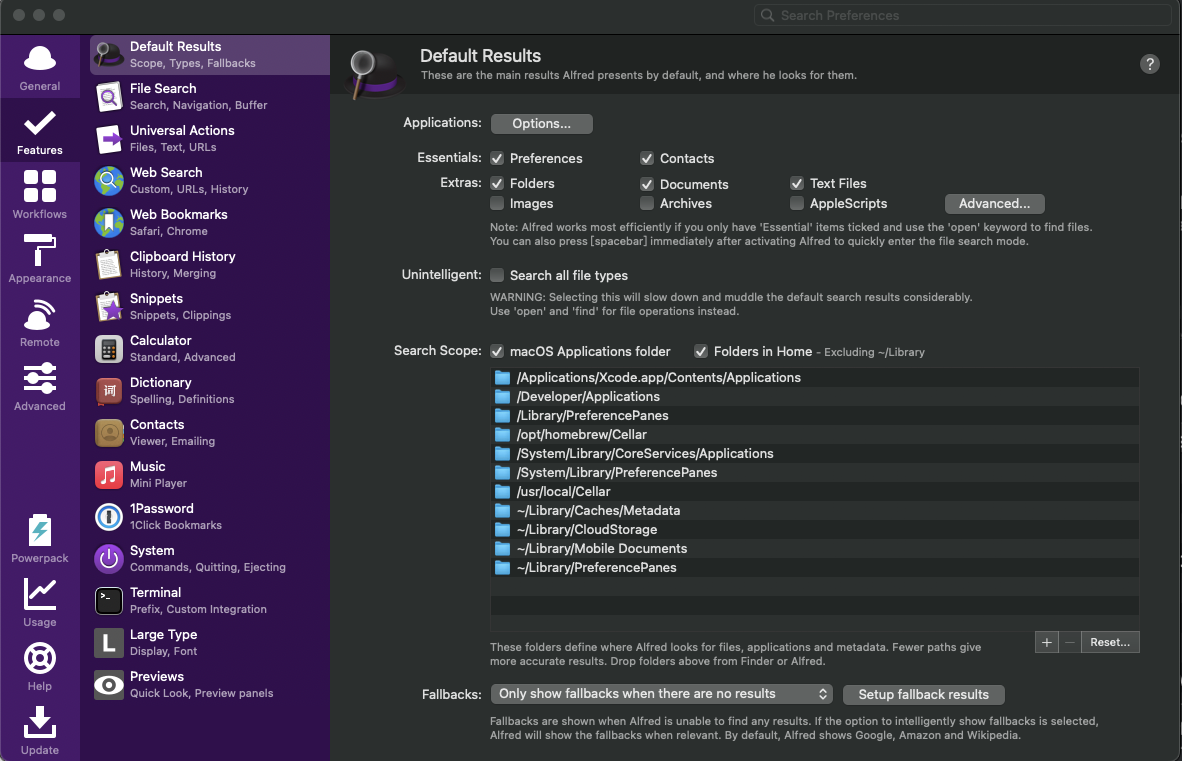 Search Preferences
General
Features
Workflows
Appearance
Remote
Advanced
Powerpack
Usage
Help
Update
Default Results
Scope, Types, Fallbacks
File Search
Search, Navigation, Buffer
Universal Actions
Files, Text, URLs
Web Search
Custom, URLs, History
Web Bookmarks
Safari, Chrome
Clipboard History
History, Merging
Snippets
Snippets, Clippings
Calculator
Standard, Advanced
词
Dictionary
Spelling, Definitions
Contacts
Viewer, Emailing
Music
Mini Player
1Password
1Click Bookmarks
System
Commands, Quitting, Ejecting
>_
Terminal
Prefix, Custom Integration
L
Large Type
Display, Font
Previews
Quick Look, Preview panels
Default Results
These are the main results Alfred presents by default, and where he looks for them.
?
Applications: Options...
Essentials: Preferences Contacts
Extras: Folders Documents Text Files
Images Archives AppleScripts Advanced...
Note: Alfred works most efficiently if you only have 'Essential' items ticked and use the 'open' keyword to find files.
You can also press [spacebar] immediately after activating Alfred to quickly enter the file search mode.
Unintelligent: Search all file types
WARNING: Selecting this will slow down and muddle the default search results considerably.
Use 'open' and 'find' for file operations instead.
Search Scope: macOS Applications folder Folders in Home - Excluding ~/Library
/Applications/Xcode.app/Contents/Applications
/Developer/Applications
/Library/PreferencePanes
/opt/homebrew/Cellar
/System/Library/CoreServices/Applications
/System/Library/PreferencePanes
/usr/local/Cellar
~/Library/Caches/Metadata
~/Library/CloudStorage
~/Library/Mobile Documents
~/Library/PreferencePanes
These folders define where Alfred looks for files, applications and metadata. Fewer paths give
more accurate results. Drop folders above from Finder or Alfred.
+ − Reset...
Fallbacks: Only show fallbacks when there are no results Setup fallback results
Fallbacks are shown when Alfred is unable to find any results. If the option to intelligently show fallbacks is selected,
Alfred will show the fallbacks when relevant. By default, Alfred shows Google, Amazon and Wikipedia.